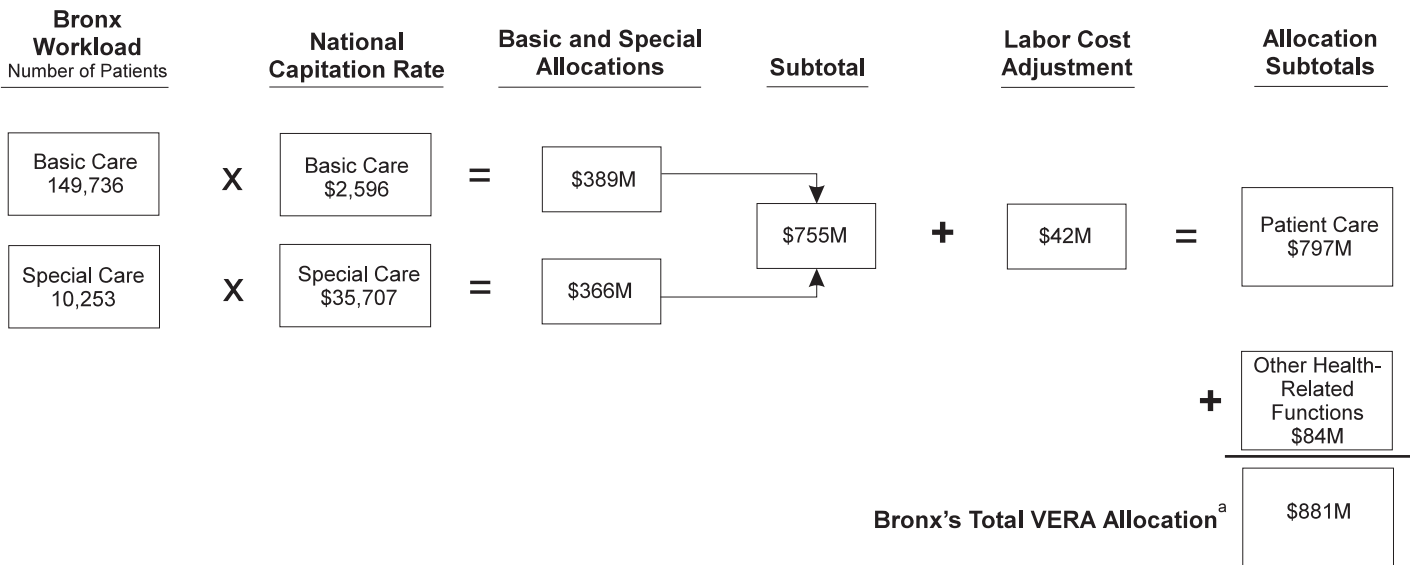 Bronx
Workload
Number of Patients
National
Capitation Rate
Basic and Special
Allocations
Subtotal
Labor Cost
Adjustment
Allocation
Subtotals
Basic Care
149,736
x
Basic Care
$2,596
=
$389M
Special Care
10,253
x
Special Care
$35,707
=
$366M
$755M
+
$42M
=
Patient Care
$797M
+
Other Health-
Related
Functions
$84M
Bronx's Total VERA Allocationa
$881M